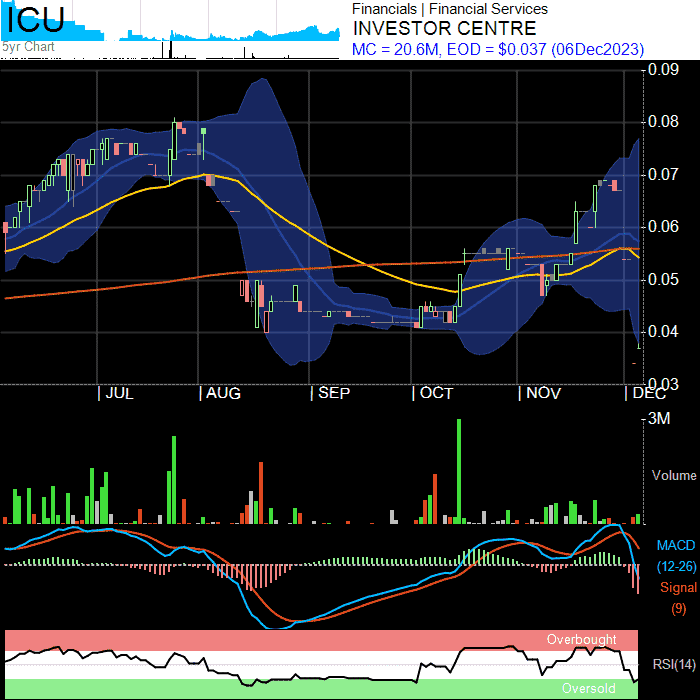 ICU
5yr Chart
Financials | Financial Services
INVESTOR CENTRE
MC = 20.6M, EOD = $0.037 (06Dec2023)
0.09
0.08
0.07
0.06
0.05
0.04
0.03
| JUL
| AUG
| SEP
| OCT
| NOV
| DEC
3M
Volume
MACD
(12-26)
Signal
(9)
Overbought
RSI(14)
Oversold